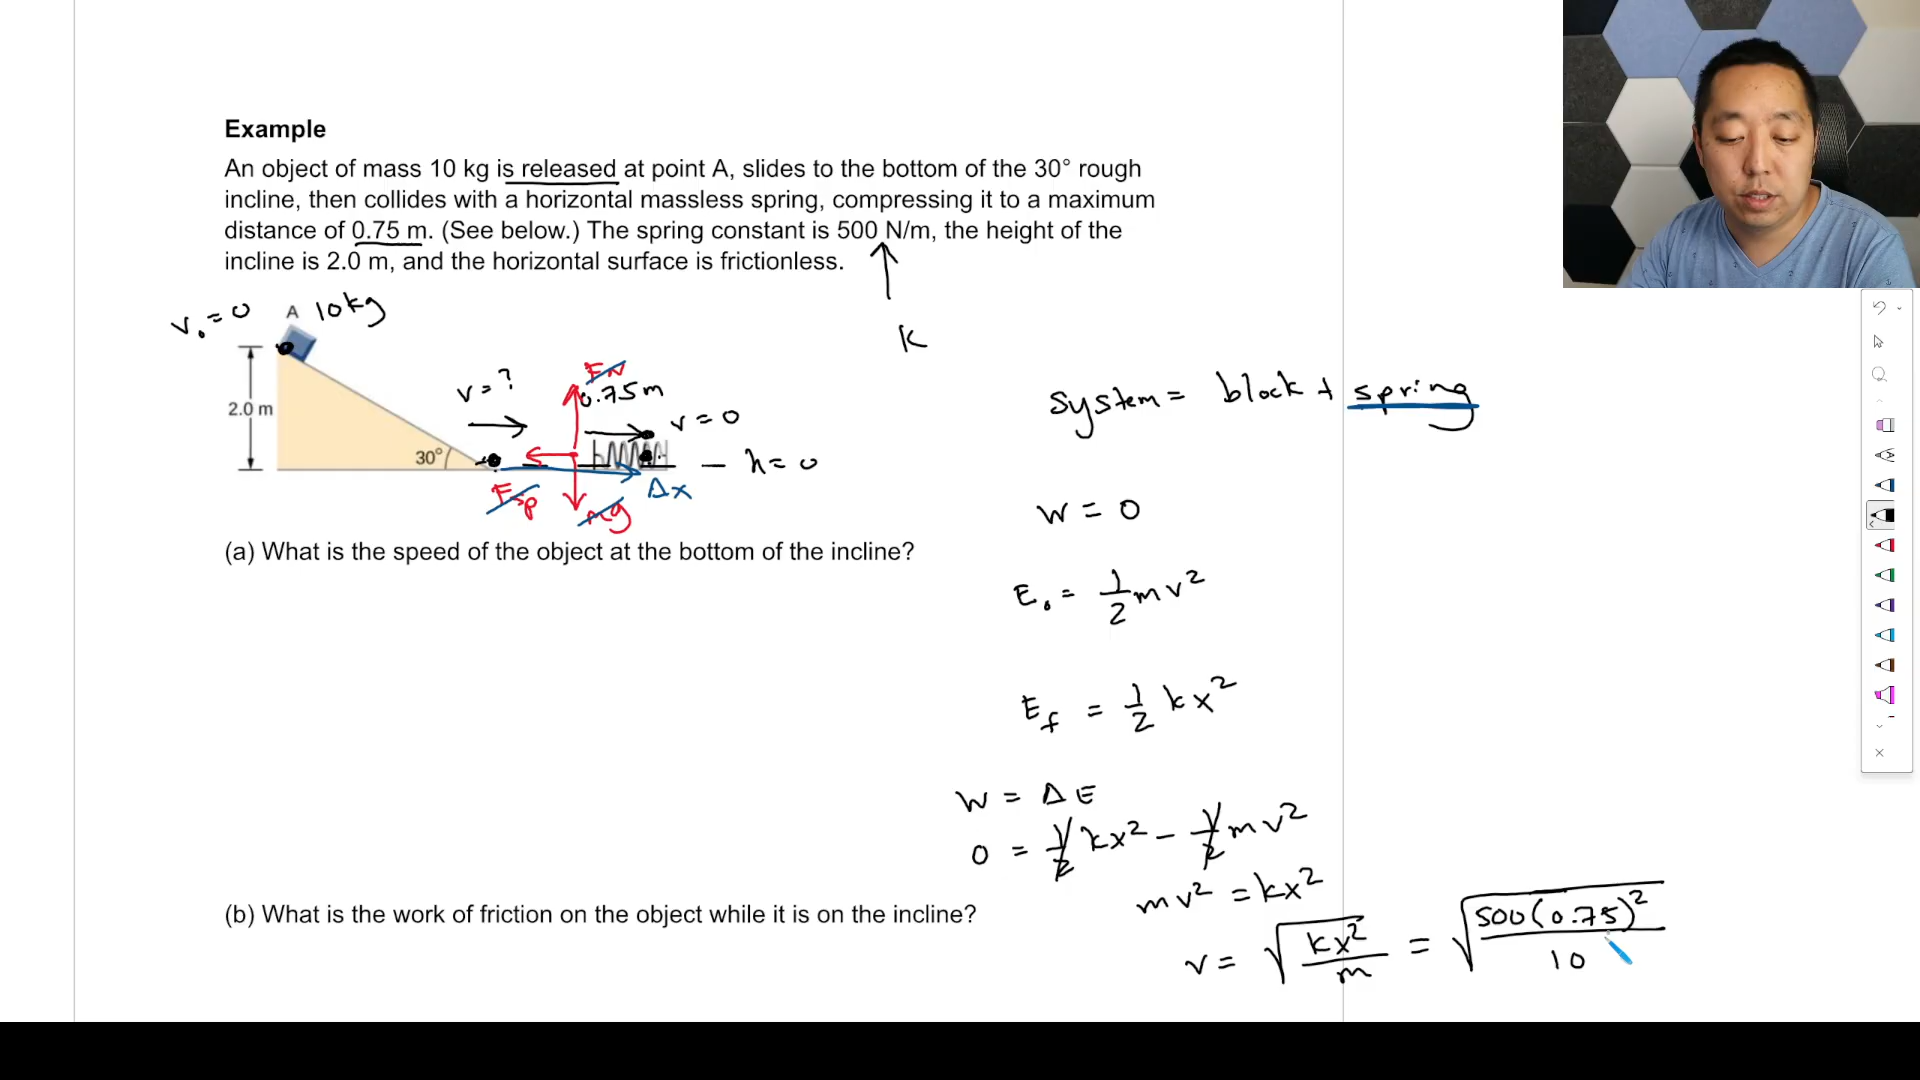 Example
An object of mass 10 kg is released at point A, slides to the bottom of the 30° rough
incline, then collides with a horizontal massless spring, compressing it to a maximum
distance of 0.75 m. (See below.) The spring constant is 500 N/m, the height of the
incline is 2.0 m, and the horizontal surface is frictionless.
k
v₀ = 0 A 10kg
2.0 m
30°
v = ?
FN
0.75m
v = 0
h = 0
Fsp
mg
Δx
(a) What is the speed of the object at the bottom of the incline?
system = block + spring
W = 0
E₀ = 1/2 mv²
Ef = 1/2 kx²
W = ΔE
0 = 1/2 kx² - 1/2 mv²
mv² = kx²
(b) What is the work of friction on the object while it is on the incline?
v = √(kx²/m) = √(500(0.75)²/10)